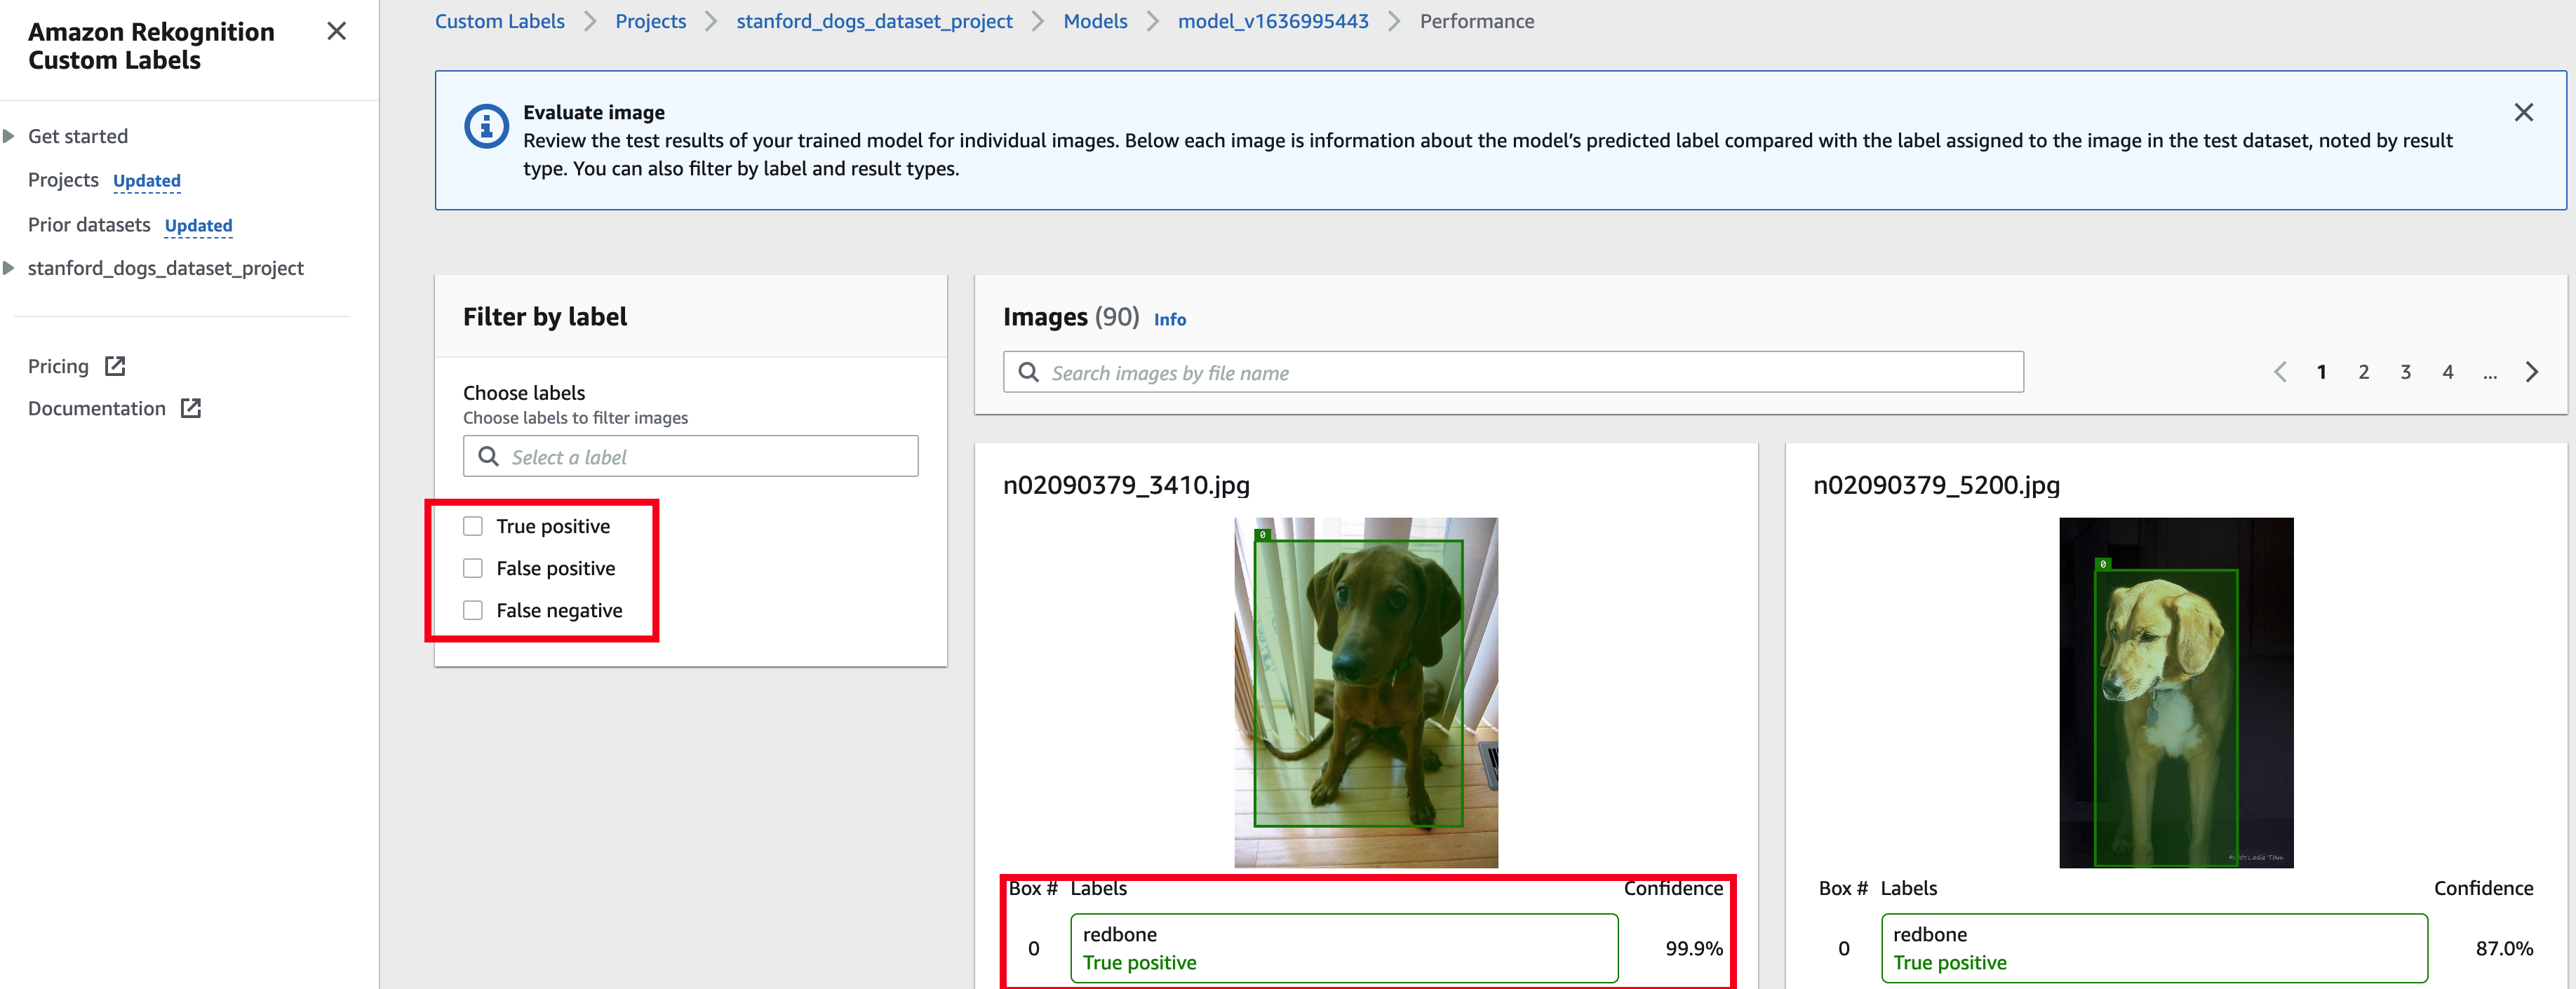 Amazon Rekognition
Custom Labels
Get started
Projects Updated
Prior datasets Updated
stanford_dogs_dataset_project
Pricing
Documentation
Custom Labels Projects stanford_dogs_dataset_project Models model_v1636995443 Performance
Evaluate image
Review the test results of your trained model for individual images. Below each image is information about the model’s predicted label compared with the label assigned to the image in the test dataset, noted by result
type. You can also filter by label and result types.
Filter by label
Choose labels
Choose labels to filter images
Select a label
True positive
False positive
False negative
Images (90) Info
Search images by file name
1 2 3 4 ...
n02090379_3410.jpg
0
Box # Labels Confidence
0 redbone 99.9%
True positive
n02090379_5200.jpg
0
Leslie Tom
Box # Labels Confidence
0 redbone 87.0%
True positive